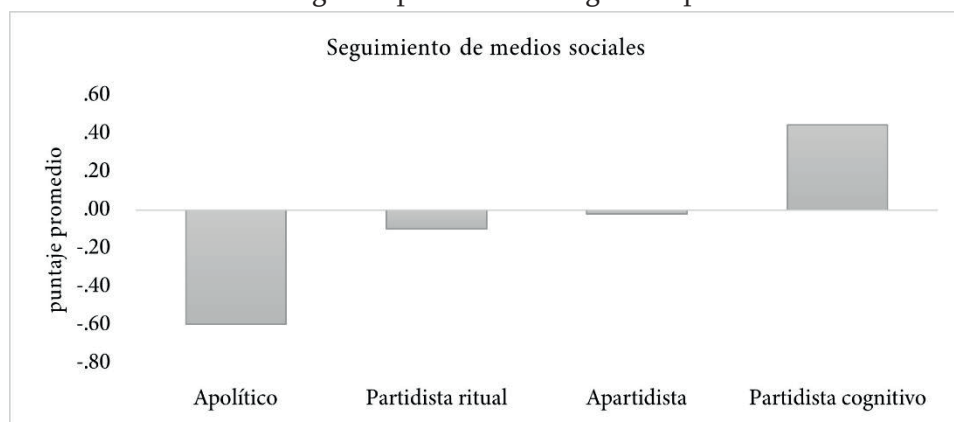 Seguimiento de medios sociales
.60
.40
.20
.00
-.20
-.40
-.60
-.80
puntaje promedio
Apolítico Partidista ritual Apartidista Partidista cognitivo